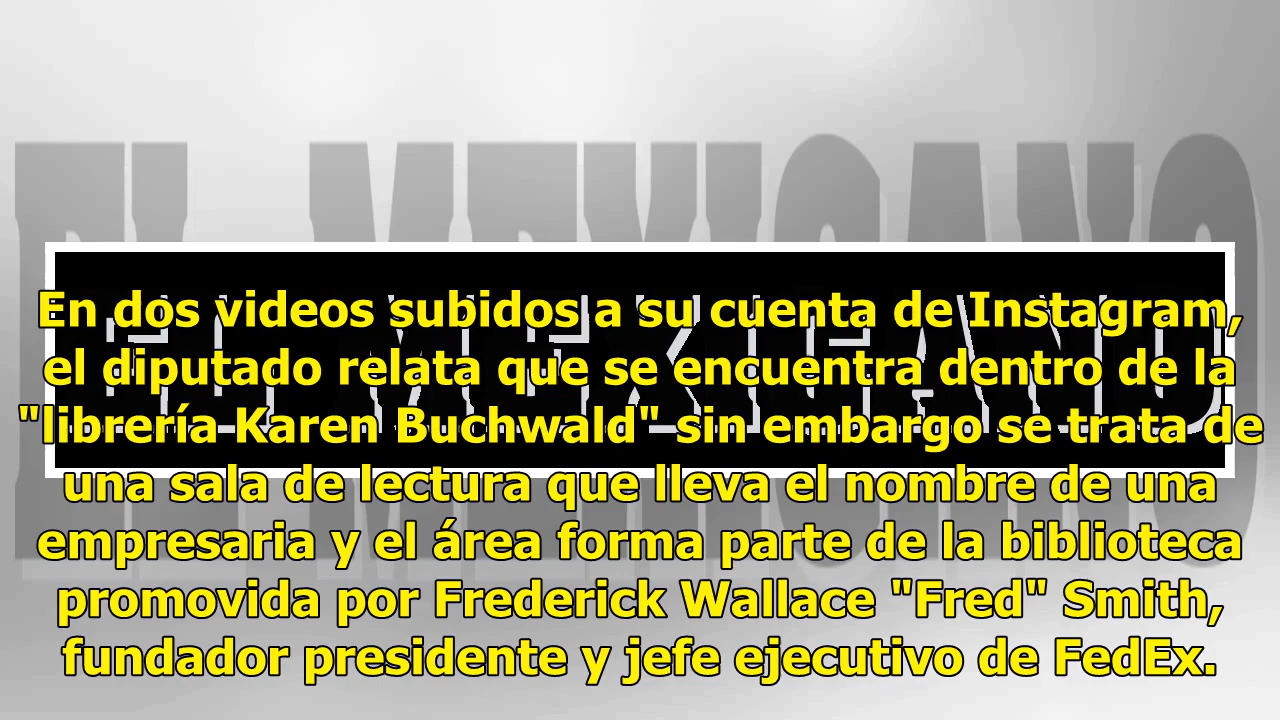 EL MEXICANO
En dos videos subidos a su cuenta de Instagram,
el diputado relata que se encuentra dentro de la
"librería Karen Buchwald" sin embargo se trata de
una sala de lectura que lleva el nombre de una
empresaria y el área forma parte de la biblioteca
promovida por Frederick Wallace "Fred" Smith,
fundador presidente y jefe ejecutivo de FedEx.